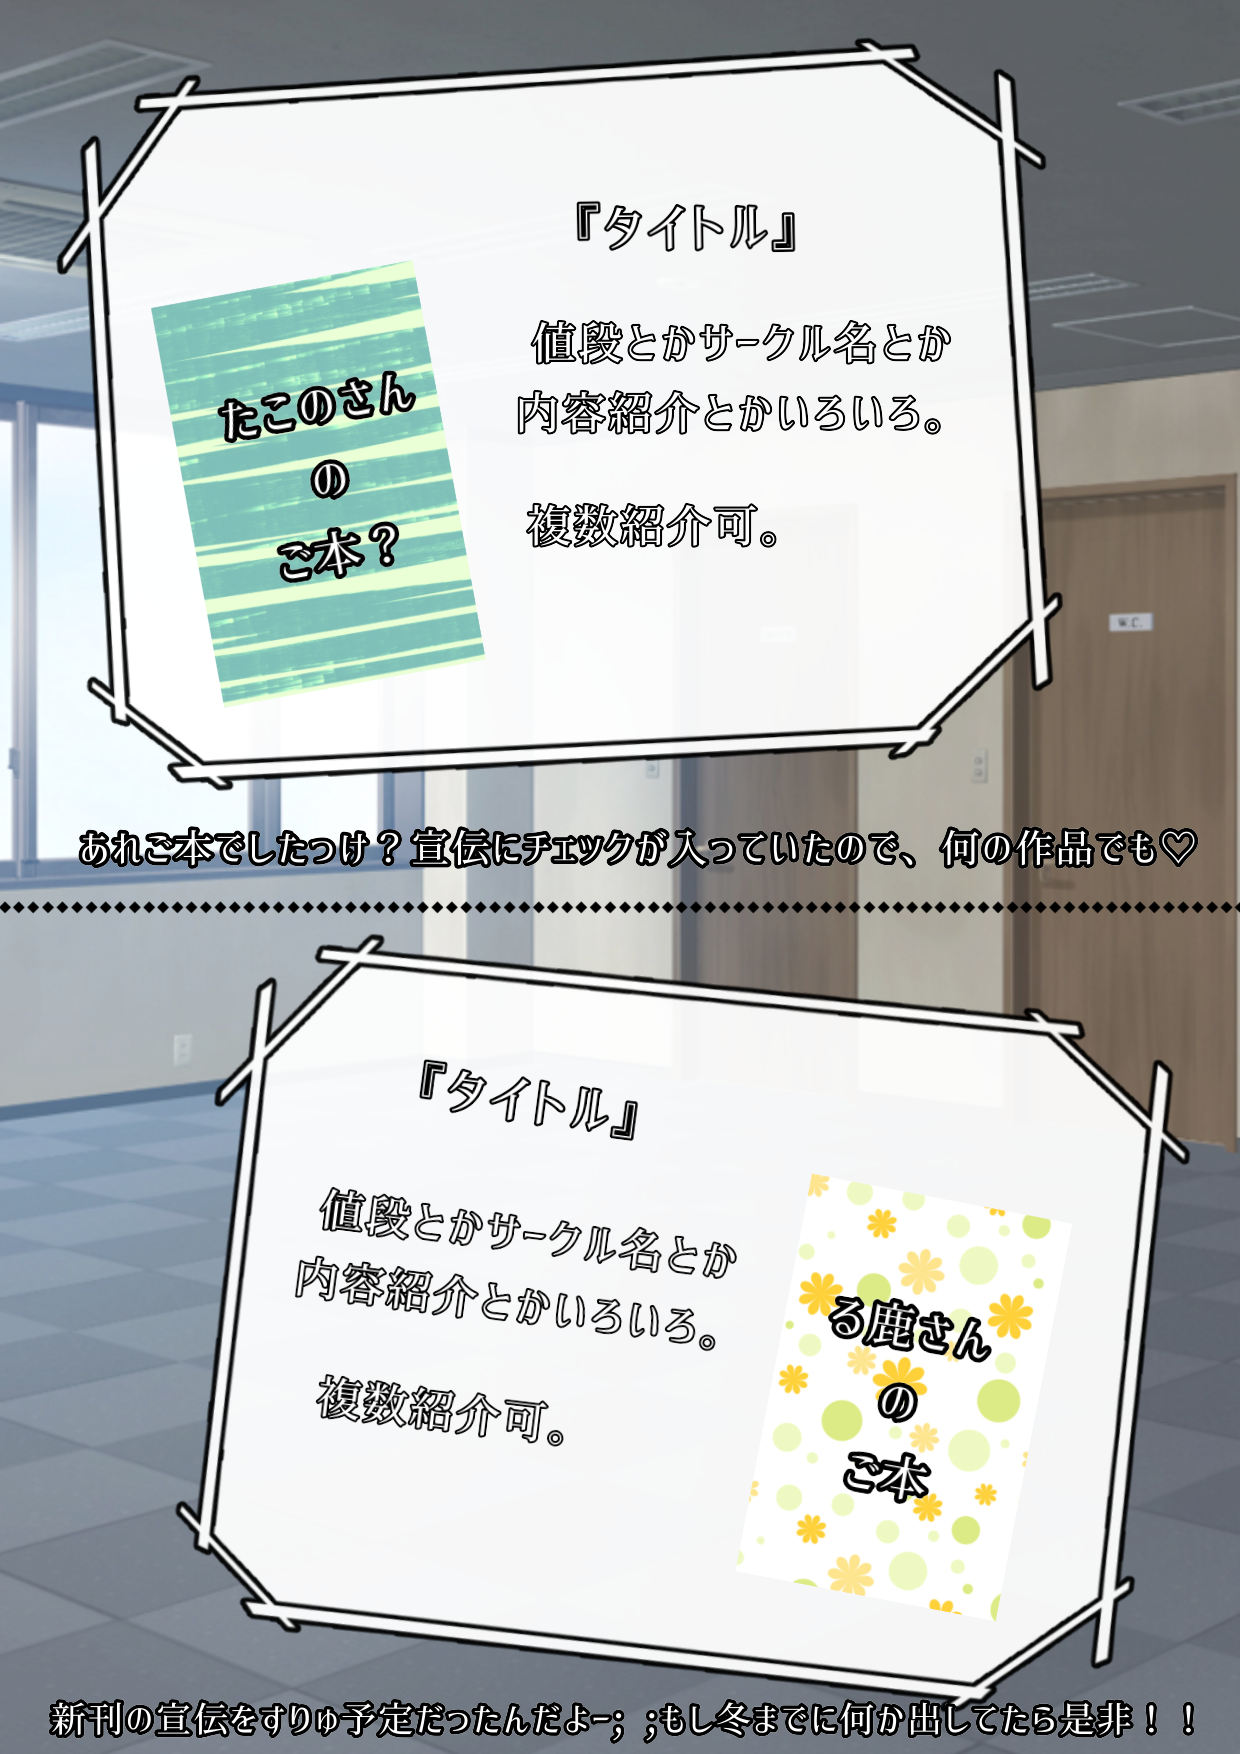 『タイトル』
値段とかサークル名とか
内容紹介とかいろいろ。
複数紹介可。
たこのさん
の
ご本？
W.C.
あれご本でしたっけ？宣伝にチェックが入っていたので、何の作品でも♡
『タイトル』
値段とかサークル名とか
内容紹介とかいろいろ。
複数紹介可。
る鹿さん
の
ご本
新刊の宣伝をすりゅ予定だったんだよー；；もし冬までに何か出してたら是非！！